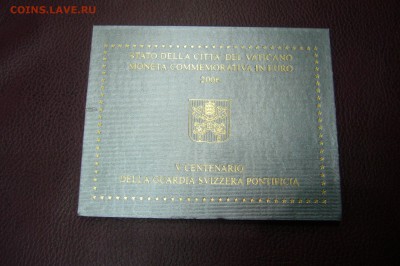 COINS.LAVE.RU
STATO DELLA CITTA' DEL VATICANO
MONETA COMMEMORATIVA IN EURO
2006
V CENTENARIO
DELLA GUARDIA SVIZZERA PONTIFICIA